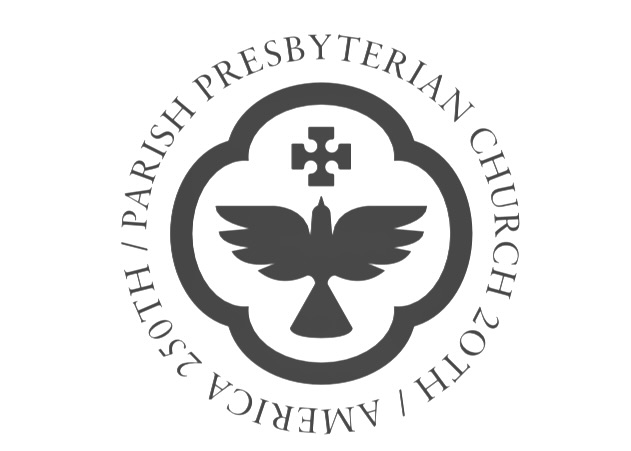 PARISH PRESBYTERIAN CHURCH 20TH / AMERICA 250TH /